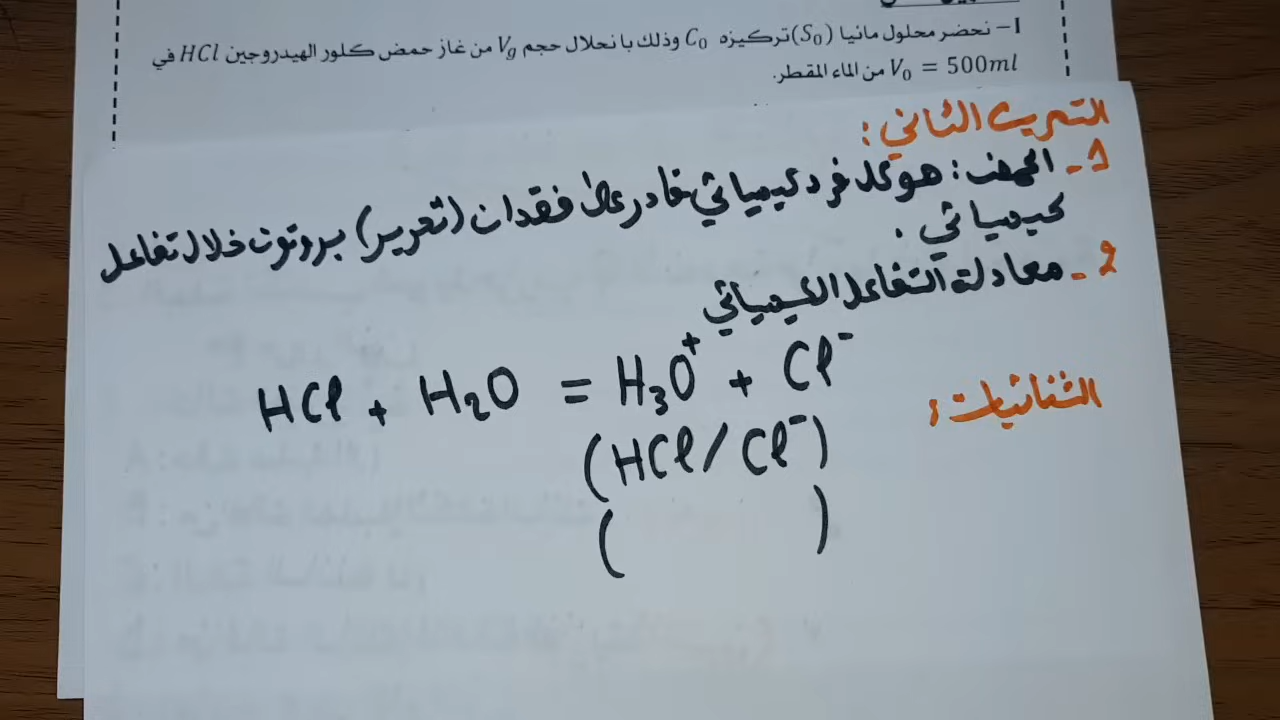 I- نحضر محلول مائيا (S₀) تركيزه C₀ وذلك بانحلال حجم Vg من غاز حمض كلور الهيدروجين HCl في
V₀ = 500ml من الماء المقطر.
التمرين الثاني :
1- الحمض : هو كل فرد كيميائي قادر على فقدان (تحرير) بروتون خلال تفاعل
كيميائي .
2- معادلة التفاعل الكيميائي
HCl + H₂O = H₃O⁺ + Cl⁻
الثنائيات :
(HCl / Cl⁻)
( )